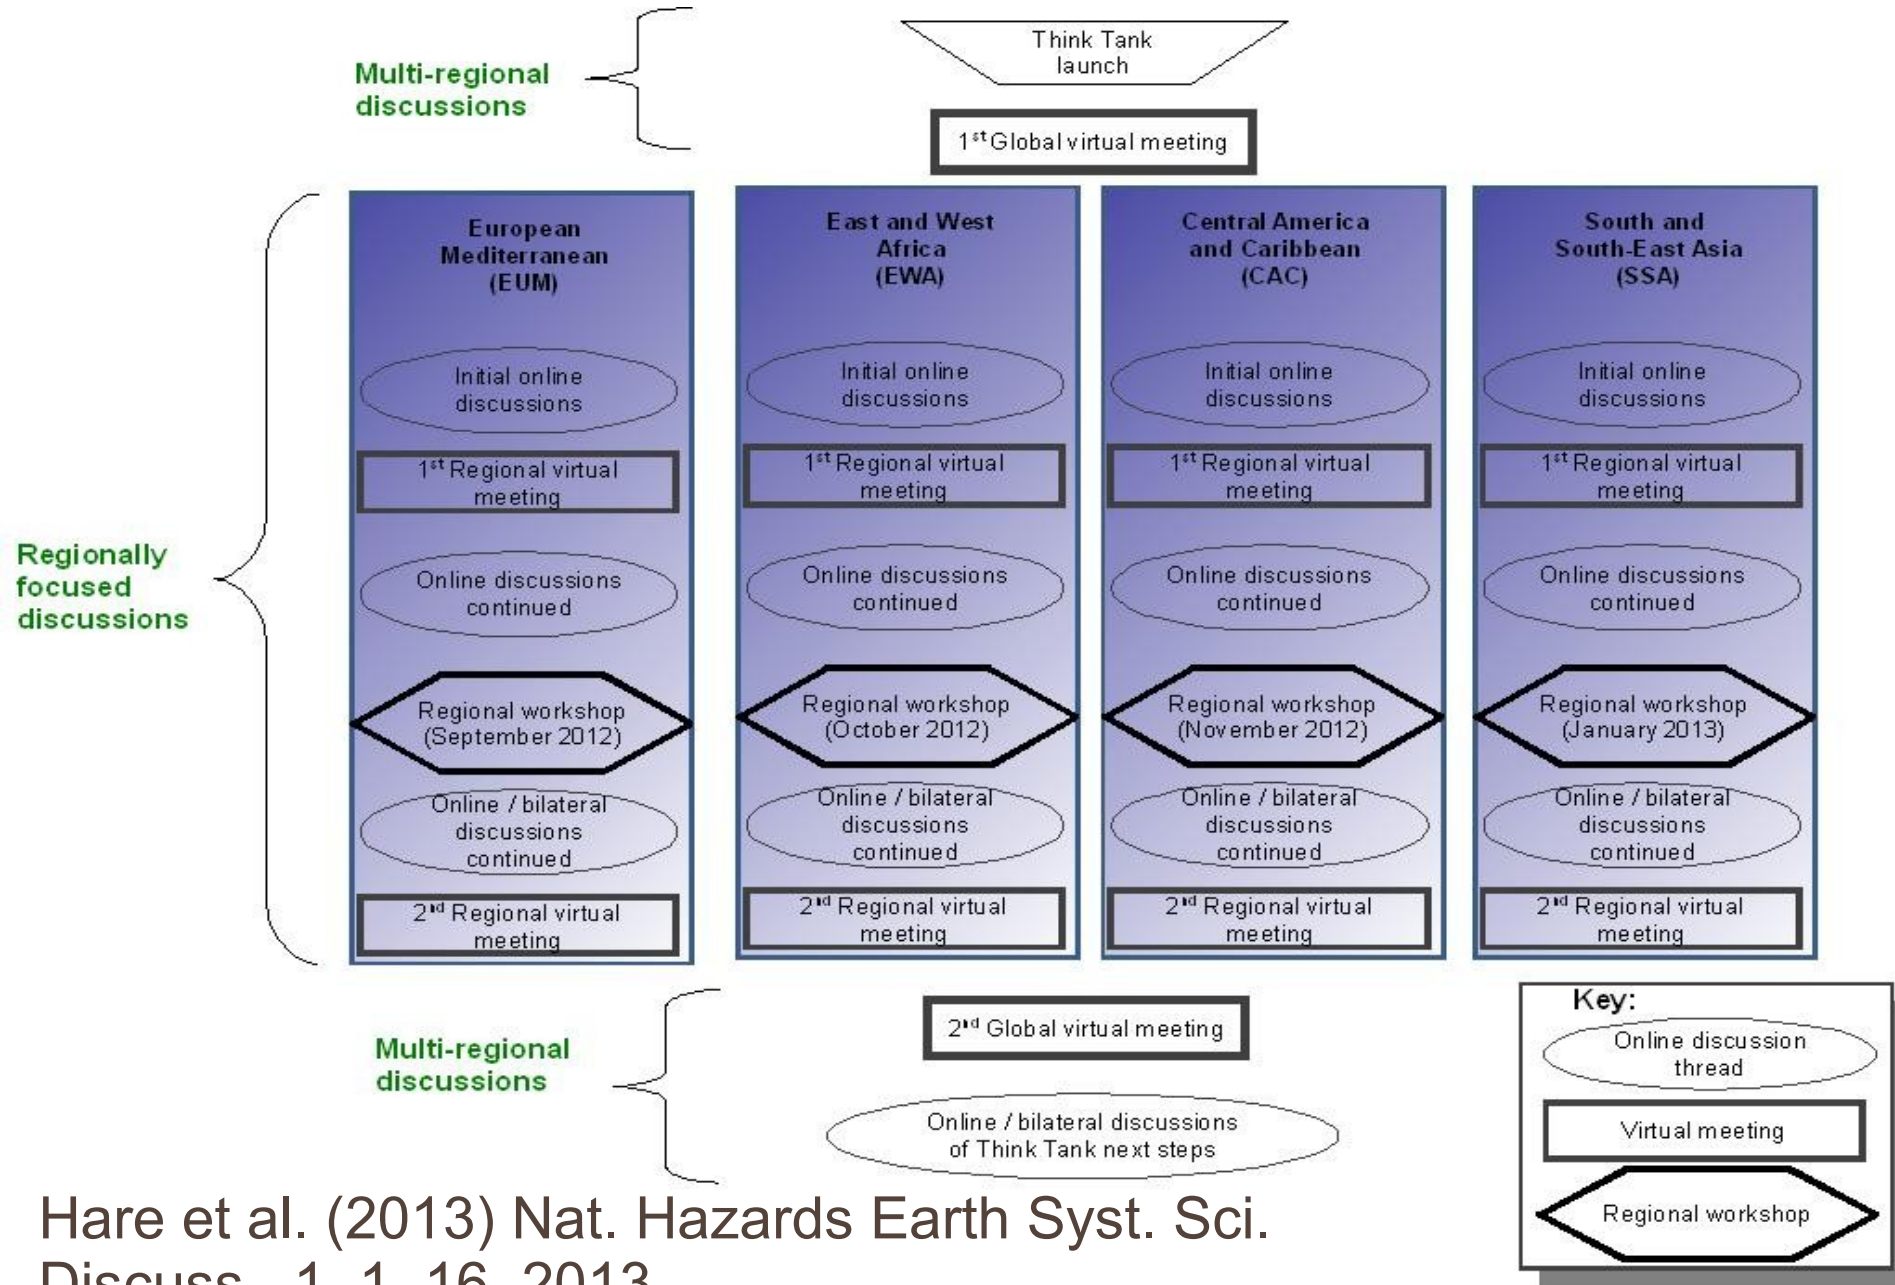 Think Tank
launch
Multi-regional
discussions
1st Global virtual meeting
European
Mediterranean
(EUM)
Initial online
discussions
1st Regional virtual
meeting
Online discussions
continued
Regional workshop
(September 2012)
Online / bilateral
discussions
continued
2nd Regional virtual
meeting
East and West
Africa
(EWA)
Initial online
discussions
1st Regional virtual
meeting
Online discussions
continued
Regional workshop
(October 2012)
Online / bilateral
discussions
continued
2nd Regional virtual
meeting
Central America
and Caribbean
(CAC)
Initial online
discussions
1st Regional virtual
meeting
Online discussions
continued
Regional workshop
(November 2012)
Online / bilateral
discussions
continued
2nd Regional virtual
meeting
South and
South-East Asia
(SSA)
Initial online
discussions
1st Regional virtual
meeting
Online discussions
continued
Regional workshop
(January 2013)
Online / bilateral
discussions
continued
2nd Regional virtual
meeting
Regionally
focused
discussions
Multi-regional
discussions
2nd Global virtual meeting
Online / bilateral discussions
of Think Tank next steps
Key:
Online discussion
thread
Virtual meeting
Regional workshop
Hare et al. (2013) Nat. Hazards Earth Syst. Sci.
Discuss., 1, 1–16, 2013